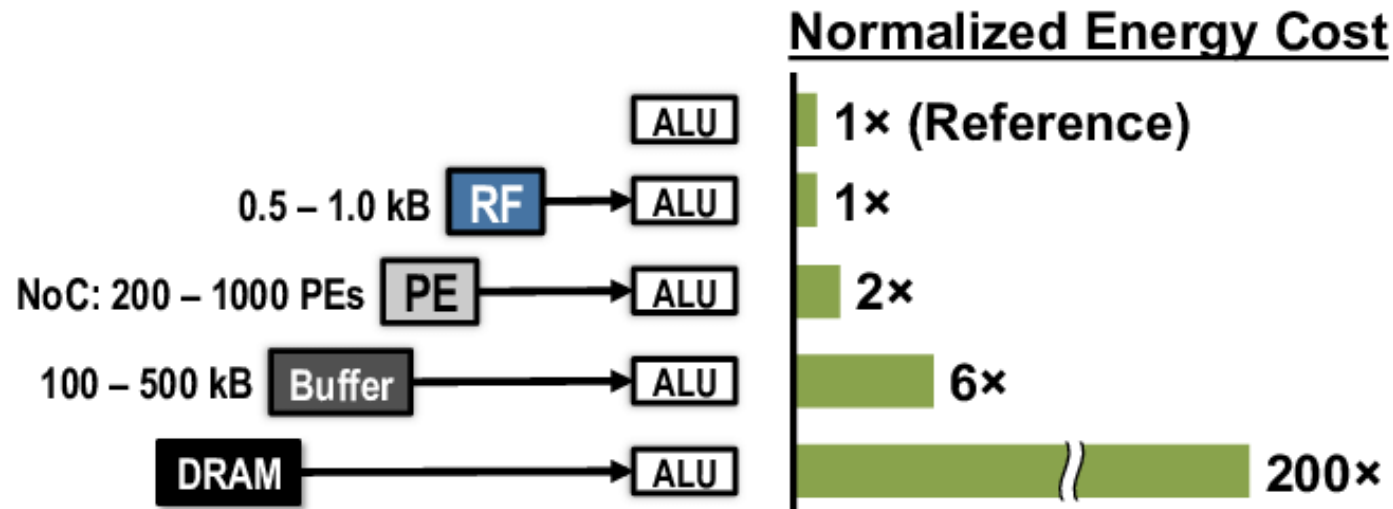 Normalized Energy Cost
ALU 1× (Reference)
0.5 – 1.0 kB RF ALU 1×
NoC: 200 – 1000 PEs PE ALU 2×
100 – 500 kB Buffer ALU 6×
DRAM ALU 200×